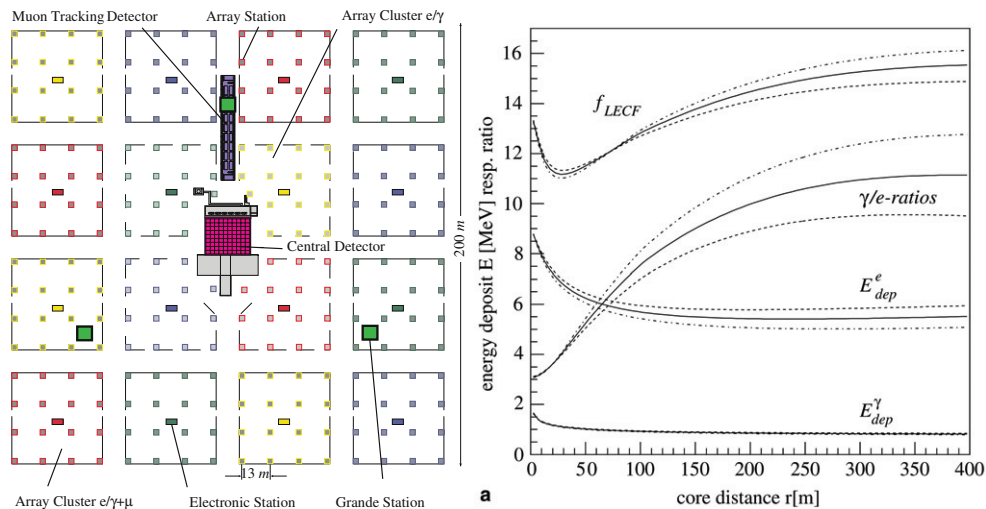 Muon Tracking Detector
Array Station
Array Cluster e/γ
Central Detector
200 m
13 m
Array Cluster e/γ+μ
Electronic Station
Grande Station
energy deposit E [MeV] resp. ratio
16
14
12
10
8
6
4
2
0
f_LECF
γ/e-ratios
E^e_dep
E^γ_dep
0 50 100 150 200 250 300 350 400
a
core distance r[m]